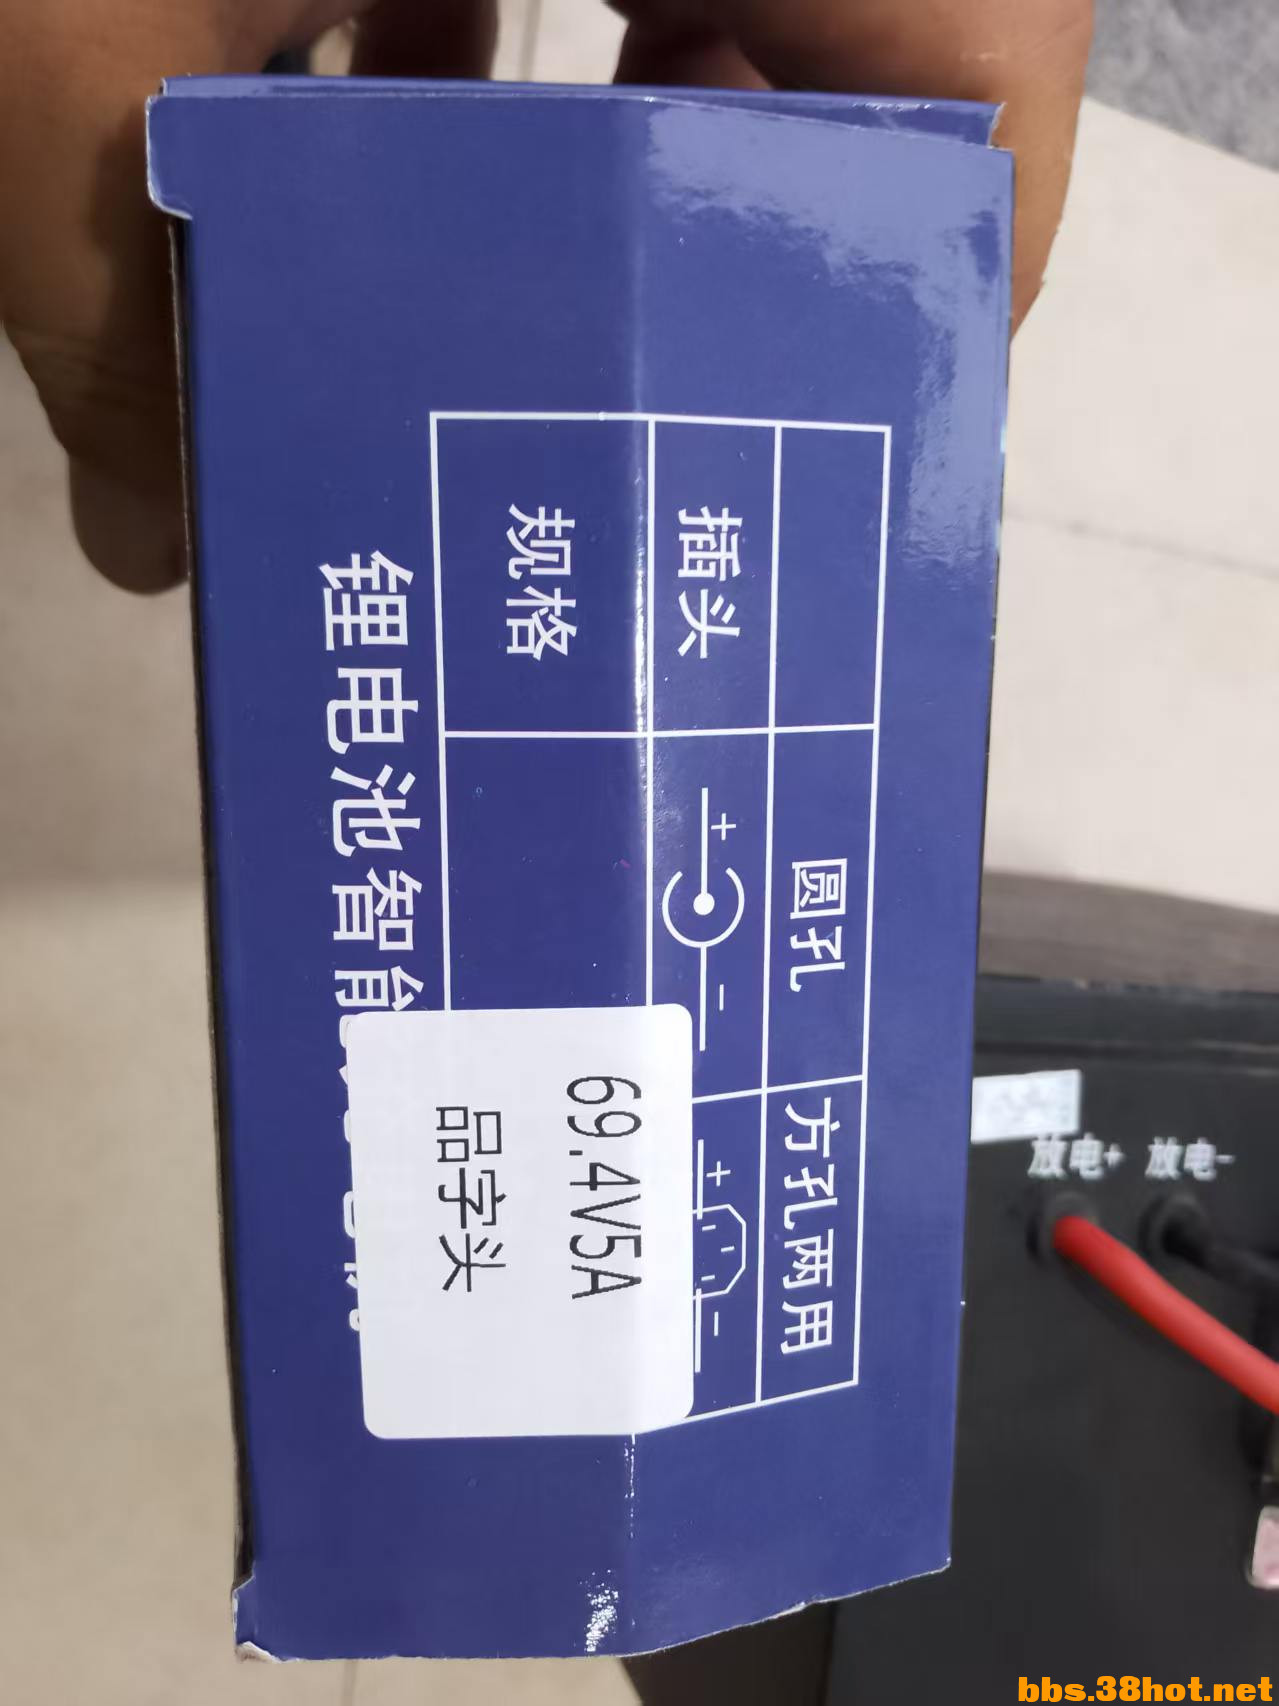 圆孔
方孔两用
插头
+
-
+
-
规格
69.4V5A
品字头
锂电池智能
放电+
放电-
bbs.38hot.net